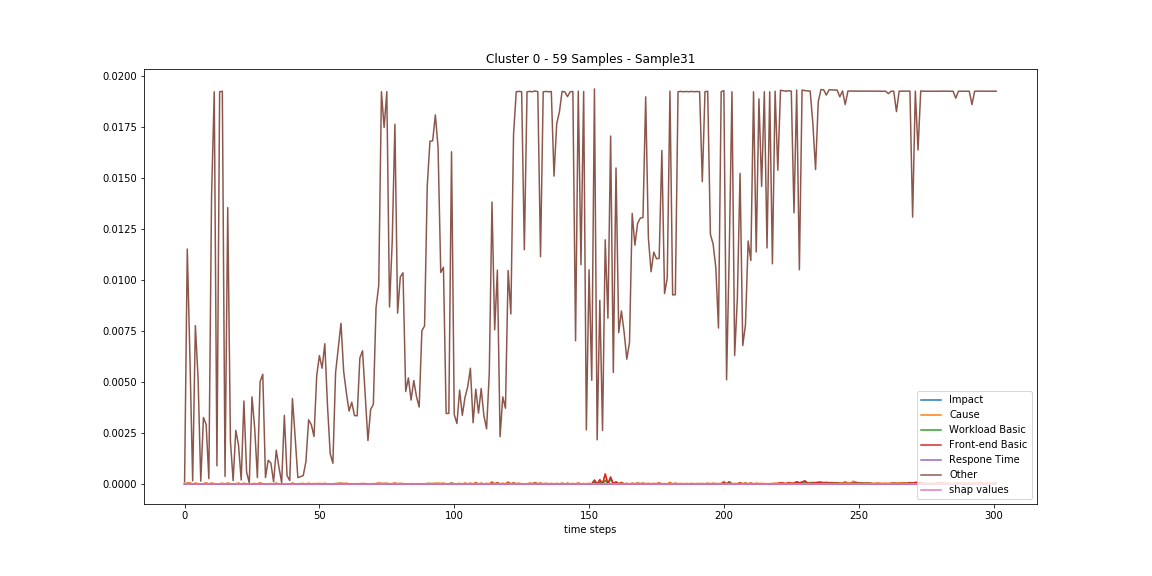 Cluster 0 - 59 Samples - Sample31
0.0200
0.0175
0.0150
0.0125
0.0100
0.0075
0.0050
0.0025
0.0000
Impact
Cause
Workload Basic
Front-end Basic
Respone Time
Other
shap values
0 50 100 150 200 250 300
time steps